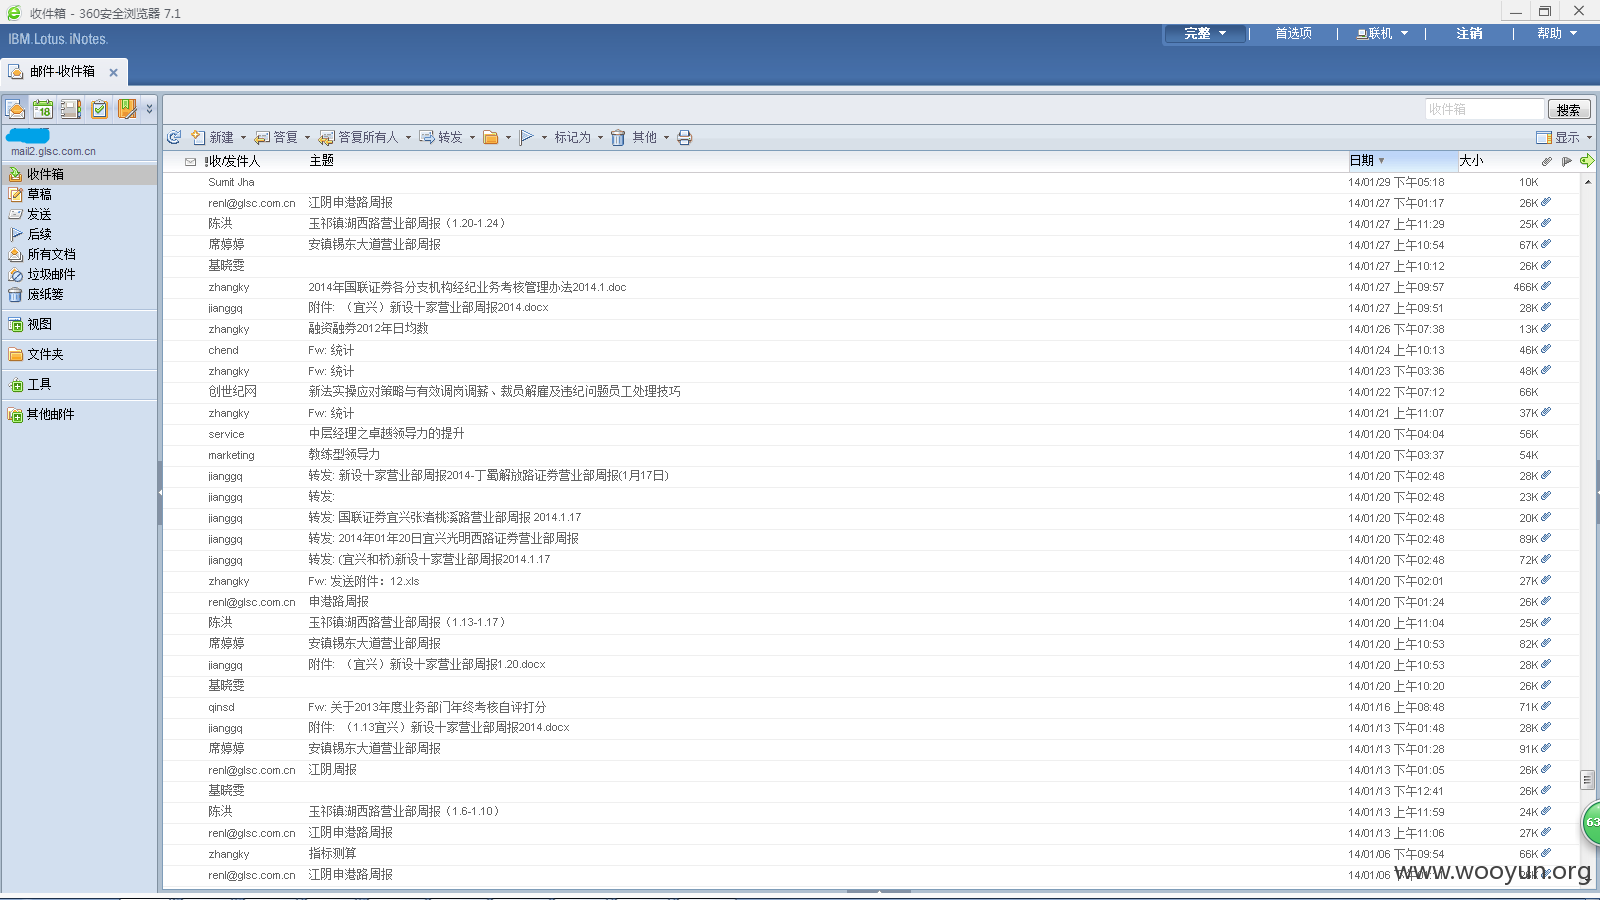 收件箱 - 360安全浏览器 7.1
IBM.Lotus.iNotes.
完整 首选项 联机 注销 帮助
邮件-收件箱
18
收件箱 搜索
mail2.glsc.com.cn
新建 答复 答复所有人 转发 标记为 其他 显示
收件箱
草稿
发送
后续
所有文档
垃圾邮件
废纸篓
视图
文件夹
工具
其他邮件
!收/发件人 主题 日期 大小
Sumit Jha 14/01/29 下午05:18 10K
renl@glsc.com.cn 江阴申港路周报 14/01/27 下午01:17 26K
陈洪 玉祁镇湖西路营业部周报（1.20-1.24） 14/01/27 上午11:29 25K
席婷婷 安镇锡东大道营业部周报 14/01/27 上午10:54 67K
基晓雯 14/01/27 上午10:12 26K
zhangky 2014年国联证券各分支机构经纪业务考核管理办法2014.1.doc 14/01/27 上午09:57 466K
jianggq 附件: （宜兴）新设十家营业部周报2014.docx 14/01/27 上午09:51 28K
zhangky 融资融券2012年日均数 14/01/26 下午07:38 13K
chend Fw: 统计 14/01/24 上午10:13 46K
zhangky Fw: 统计 14/01/23 下午03:36 48K
创世纪网 新法实操应对策略与有效调岗调薪、裁员解雇及违纪问题员工处理技巧 14/01/22 下午07:12 66K
zhangky Fw: 统计 14/01/21 上午11:07 37K
service 中层经理之卓越领导力的提升 14/01/20 下午04:04 56K
marketing 教练型领导力 14/01/20 下午03:37 54K
jianggq 转发: 新设十家营业部周报2014-丁蜀解放路证券营业部周报(1月17日) 14/01/20 下午02:48 28K
jianggq 转发: 14/01/20 下午02:48 23K
jianggq 转发: 国联证券宜兴张渚桃溪路营业部周报 2014.1.17 14/01/20 下午02:48 20K
jianggq 转发: 2014年01年20日宜兴光明西路证券营业部周报 14/01/20 下午02:48 89K
jianggq 转发: (宜兴和桥)新设十家营业部周报2014.1.17 14/01/20 下午02:48 72K
zhangky Fw: 发送附件：12.xls 14/01/20 下午02:01 27K
renl@glsc.com.cn 申港路周报 14/01/20 下午01:24 26K
陈洪 玉祁镇湖西路营业部周报（1.13-1.17） 14/01/20 上午11:04 25K
席婷婷 安镇锡东大道营业部周报 14/01/20 上午10:53 82K
jianggq 附件: （宜兴）新设十家营业部周报1.20.docx 14/01/20 上午10:53 28K
基晓雯 14/01/20 上午10:20 26K
qinsd Fw: 关于2013年度业务部门年终考核自评打分 14/01/16 上午08:48 71K
jianggq 附件: （1.13宜兴）新设十家营业部周报2014.docx 14/01/13 下午01:48 28K
席婷婷 安镇锡东大道营业部周报 14/01/13 下午01:28 91K
renl@glsc.com.cn 江阴周报 14/01/13 下午01:05 26K
基晓雯 14/01/13 下午12:41 26K
陈洪 玉祁镇湖西路营业部周报（1.6-1.10） 14/01/13 上午11:59 24K
renl@glsc.com.cn 江阴申港路周报 14/01/13 上午11:06 27K
zhangky 指标测算 14/01/06 下午09:54 66K
renl@glsc.com.cn 江阴申港路周报 14/01/06
63
www.wooyun.org